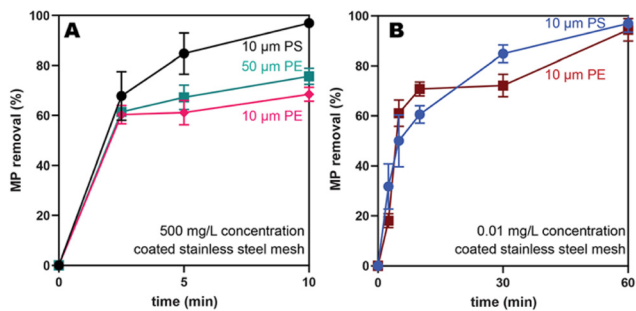 A
100
80
60
40
20
0
MP removal (%)
10 µm PS
50 µm PE
10 µm PE
500 mg/L concentration
coated stainless steel mesh
0
5
10
time (min)
B
100
80
60
40
20
0
MP removal (%)
10 µm PS
10 µm PE
0.01 mg/L concentration
coated stainless steel mesh
0
30
60
time (min)